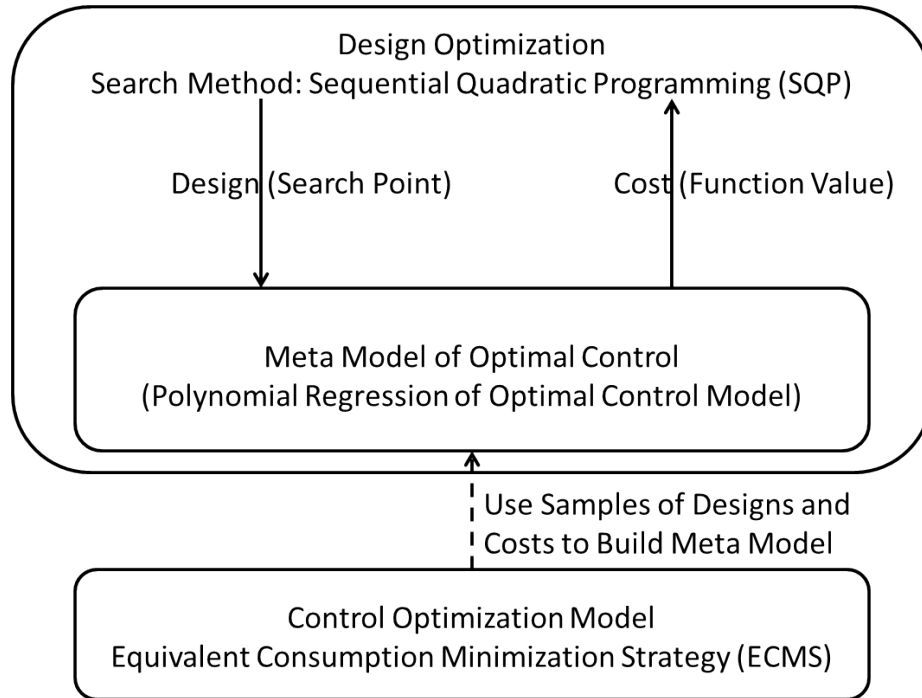 Design Optimization
Search Method: Sequential Quadratic Programming (SQP)
Design (Search Point)
Cost (Function Value)
Meta Model of Optimal Control
(Polynomial Regression of Optimal Control Model)
Use Samples of Designs and
Costs to Build Meta Model
Control Optimization Model
Equivalent Consumption Minimization Strategy (ECMS)